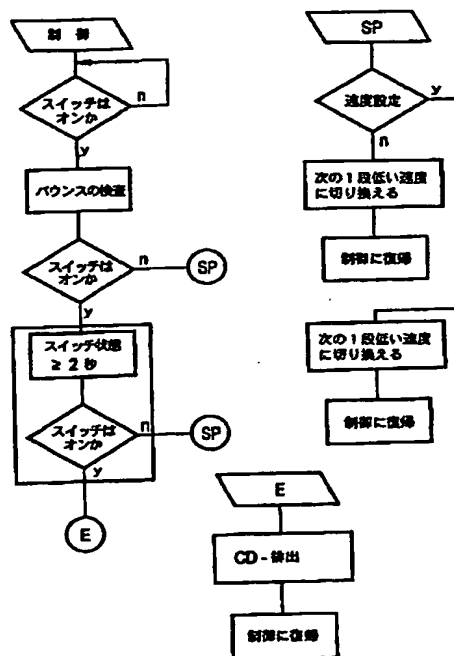 制 御
スイッチは
オンか
n
y
バウンスの検査
スイッチは
オンか
n
SP
y
スイッチ状態
≥ 2 秒
スイッチは
オンか
n
SP
y
E
SP
速度設定
y
n
次の1段低い速度
に切り換える
制御に復帰
次の1段低い速度
に切り換える
制御に復帰
E
CD - 排出
制御に復帰